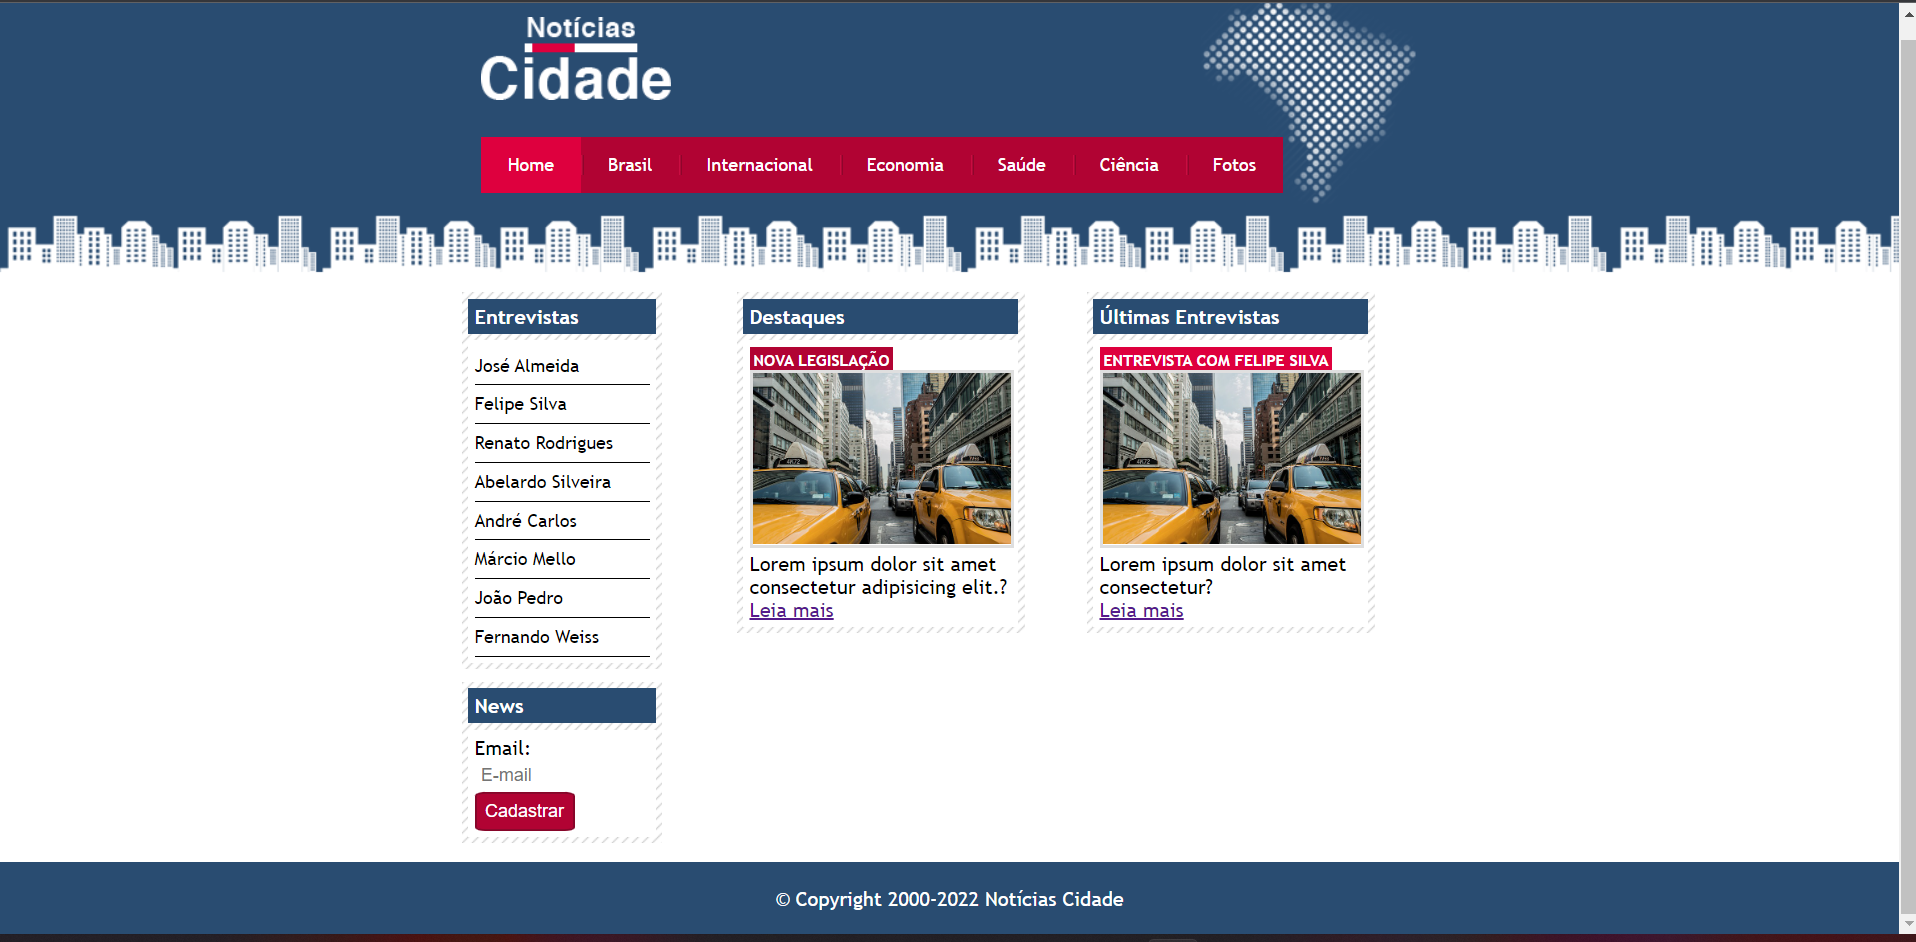 Notícias
Cidade
Home Brasil Internacional Economia Saúde Ciência Fotos
Entrevistas
José Almeida
Felipe Silva
Renato Rodrigues
Abelardo Silveira
André Carlos
Márcio Mello
João Pedro
Fernando Weiss
News
Email:
E-mail
Cadastrar
Destaques
NOVA LEGISLAÇÃO
Lorem ipsum dolor sit amet
consectetur adipisicing elit.?
Leia mais
Últimas Entrevistas
ENTREVISTA COM FELIPE SILVA
Lorem ipsum dolor sit amet
consectetur?
Leia mais
© Copyright 2000-2022 Notícias Cidade